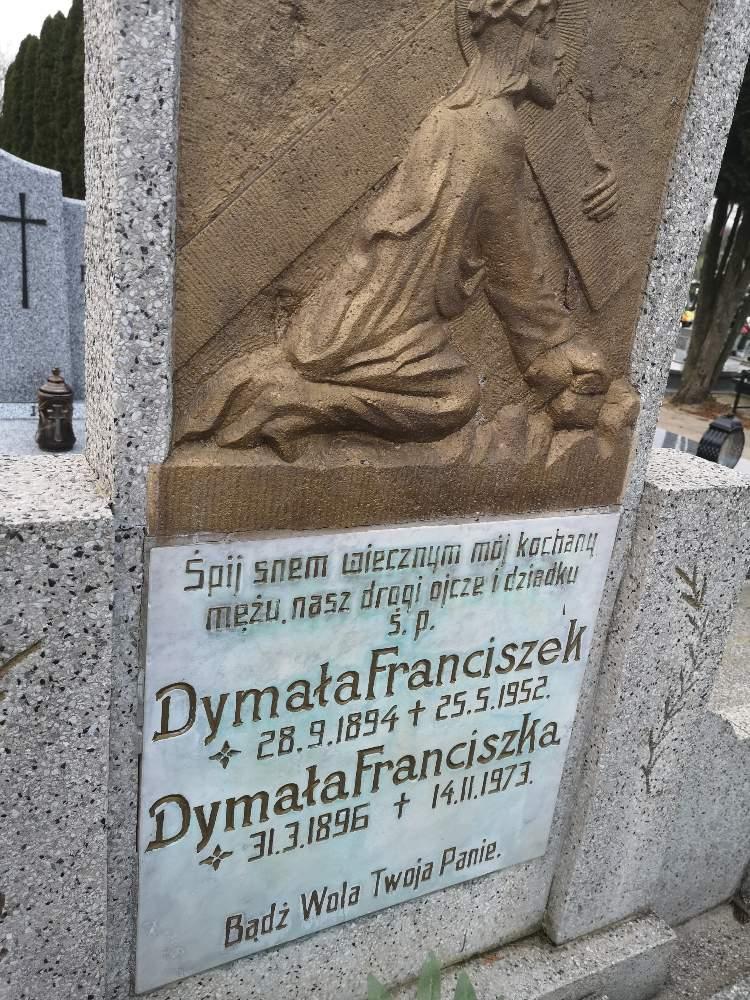 Śpij snem wiecznym mój kochany
mężu, nasz drogi ojcze i dziadku
ś. p.
Dymała Franciszek
28.9.1894 + 25.5.1952.
Dymała Franciszka
31.3.1896 + 14.11.1973.
Bądź Wola Twoja Panie.